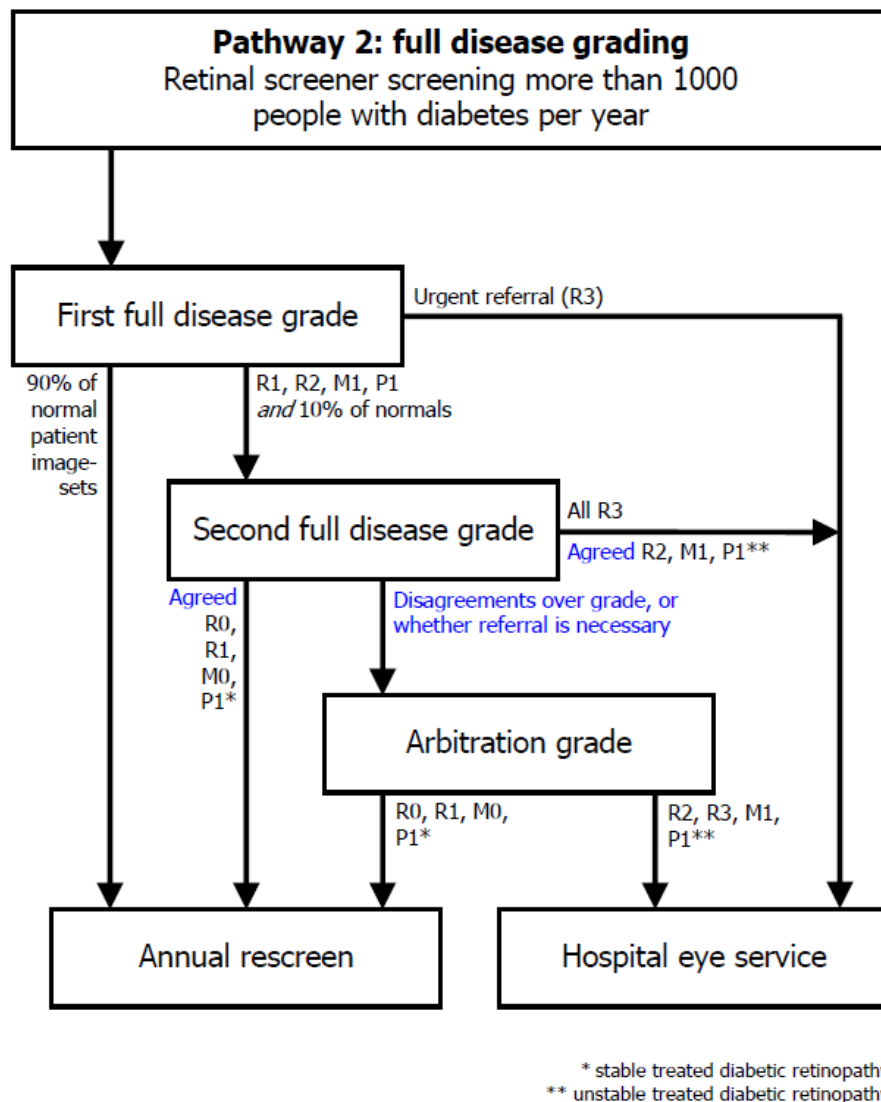 Pathway 2: full disease grading
Retinal screener screening more than 1000
people with diabetes per year
First full disease grade
Urgent referral (R3)
90% of
normal
patient
image-
sets
R1, R2, M1, P1
and 10% of normals
Second full disease grade
All R3
Agreed R2, M1, P1**
Agreed
R0,
R1,
M0,
P1*
Disagreements over grade, or
whether referral is necessary
Arbitration grade
R0, R1, M0,
P1*
R2, R3, M1,
P1**
Annual rescreen
Hospital eye service
* stable treated diabetic retinopath
** unstable treated diabetic retinopath